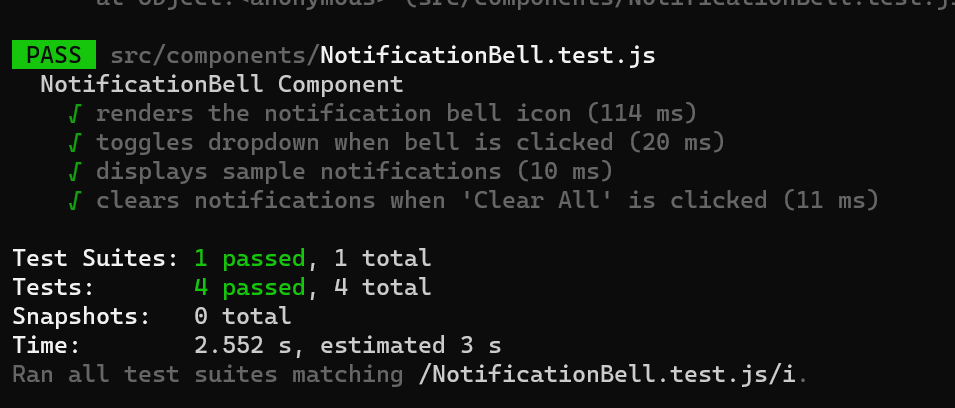 at Object.<anonymous> (src/components/NotificationBell.test.js
PASS src/components/NotificationBell.test.js
NotificationBell Component
√ renders the notification bell icon (114 ms)
√ toggles dropdown when bell is clicked (20 ms)
√ displays sample notifications (10 ms)
√ clears notifications when 'Clear All' is clicked (11 ms)
Test Suites: 1 passed, 1 total
Tests: 4 passed, 4 total
Snapshots: 0 total
Time: 2.552 s, estimated 3 s
Ran all test suites matching /NotificationBell.test.js/i.